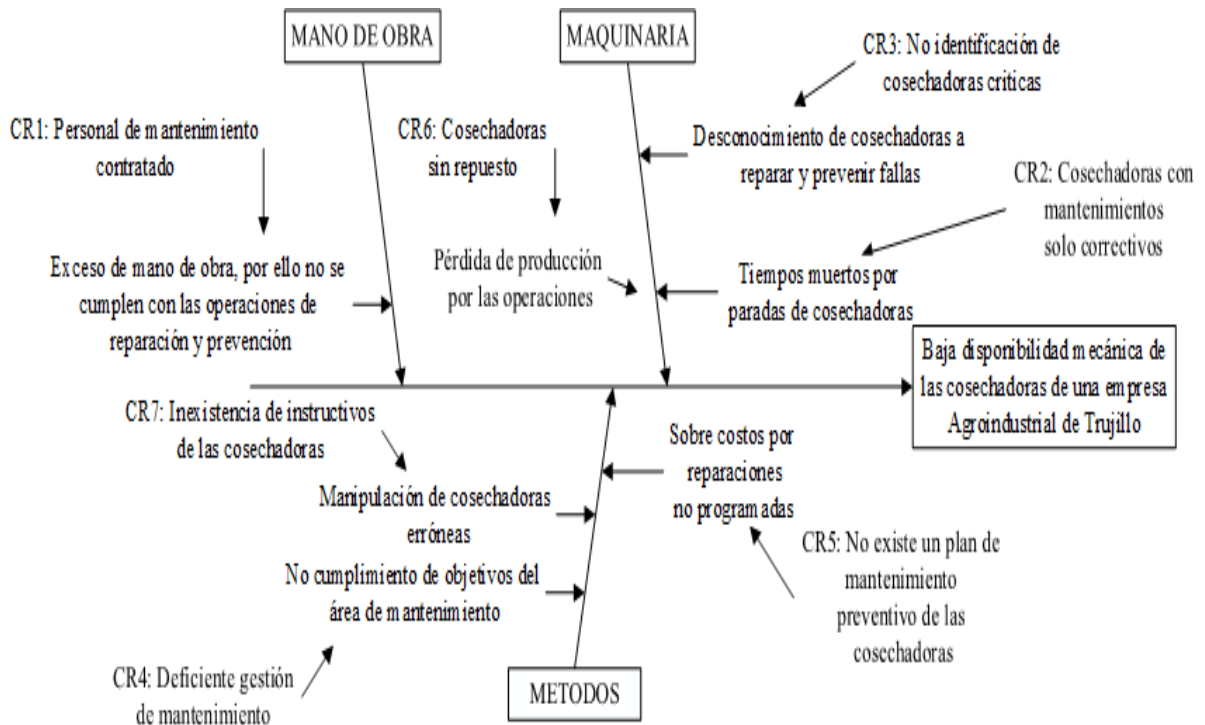 MANO DE OBRA
MAQUINARIA
CR3: No identificación de
cosechadoras criticas
CR1: Personal de mantenimiento
contratado
CR6: Cosechadoras
sin repuesto
Desconocimiento de cosechadoras a
reparar y prevenir fallas
CR2: Cosechadoras con
mantenimientos
solo correctivos
Exceso de mano de obra, por ello no se
cumplen con las operaciones de
reparación y prevención
Pérdida de producción
por las operaciones
Tiempos muertos por
paradas de cosechadoras
Baja disponibilidad mecánica de
las cosechadoras de una empresa
Agroindustrial de Trujillo
CR7: Inexistencia de instructivos
de las cosechadoras
Sobre costos por
reparaciones
no programadas
Manipulación de cosechadoras
erróneas
CR5: No existe un plan de
mantenimiento
preventivo de las
cosechadoras
No cumplimiento de objetivos del
área de mantenimiento
CR4: Deficiente gestión
de mantenimiento
METODOS